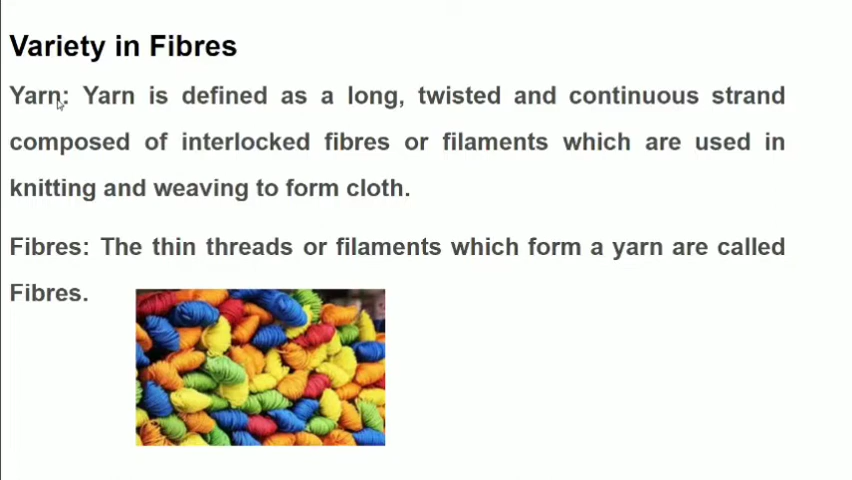 Variety in Fibres
Yarn: Yarn is defined as a long, twisted and continuous strand
composed of interlocked fibres or filaments which are used in
knitting and weaving to form cloth.
Fibres: The thin threads or filaments which form a yarn are called
Fibres.